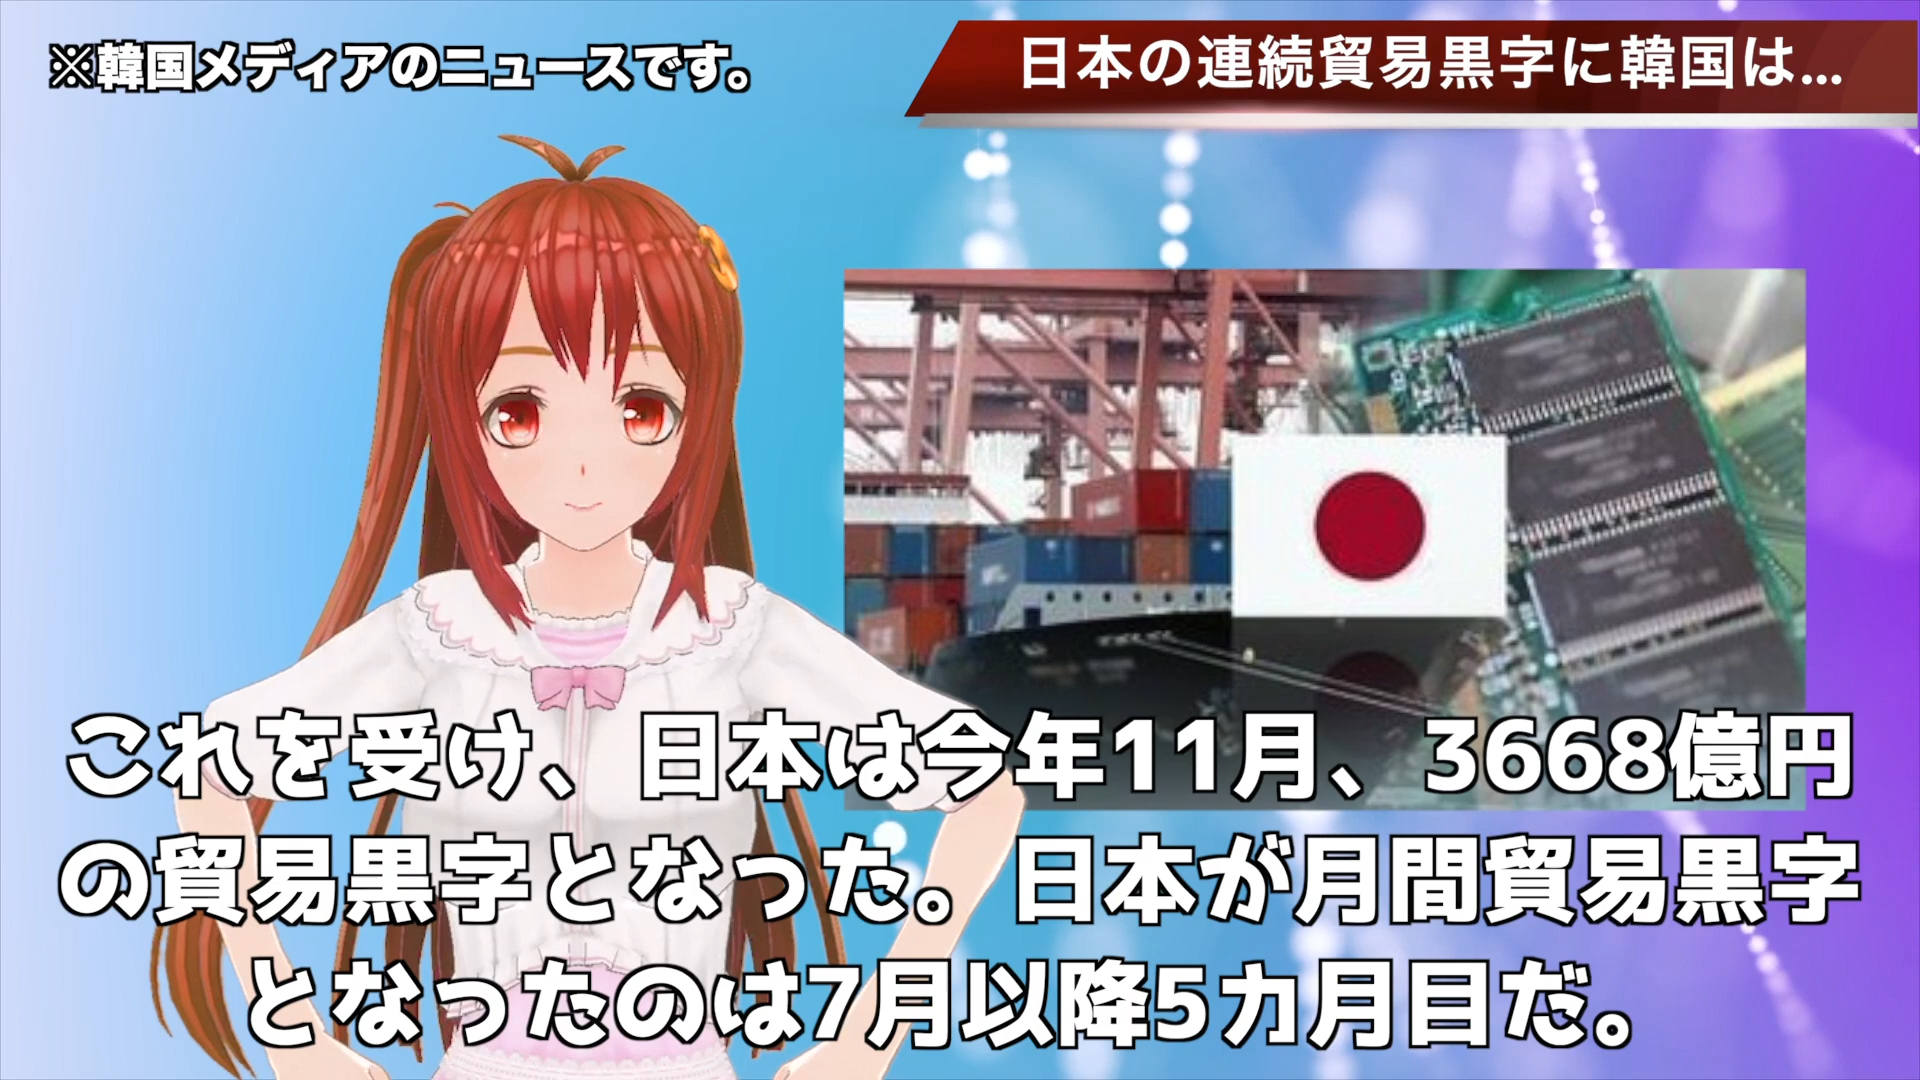 ※韓国メディアのニュースです。
日本の連続貿易黒字に韓国は...
これを受け、日本は今年11月、3668億円
の貿易黒字となった。日本が月間貿易黒字
となったのは7月以降5カ月目だ。